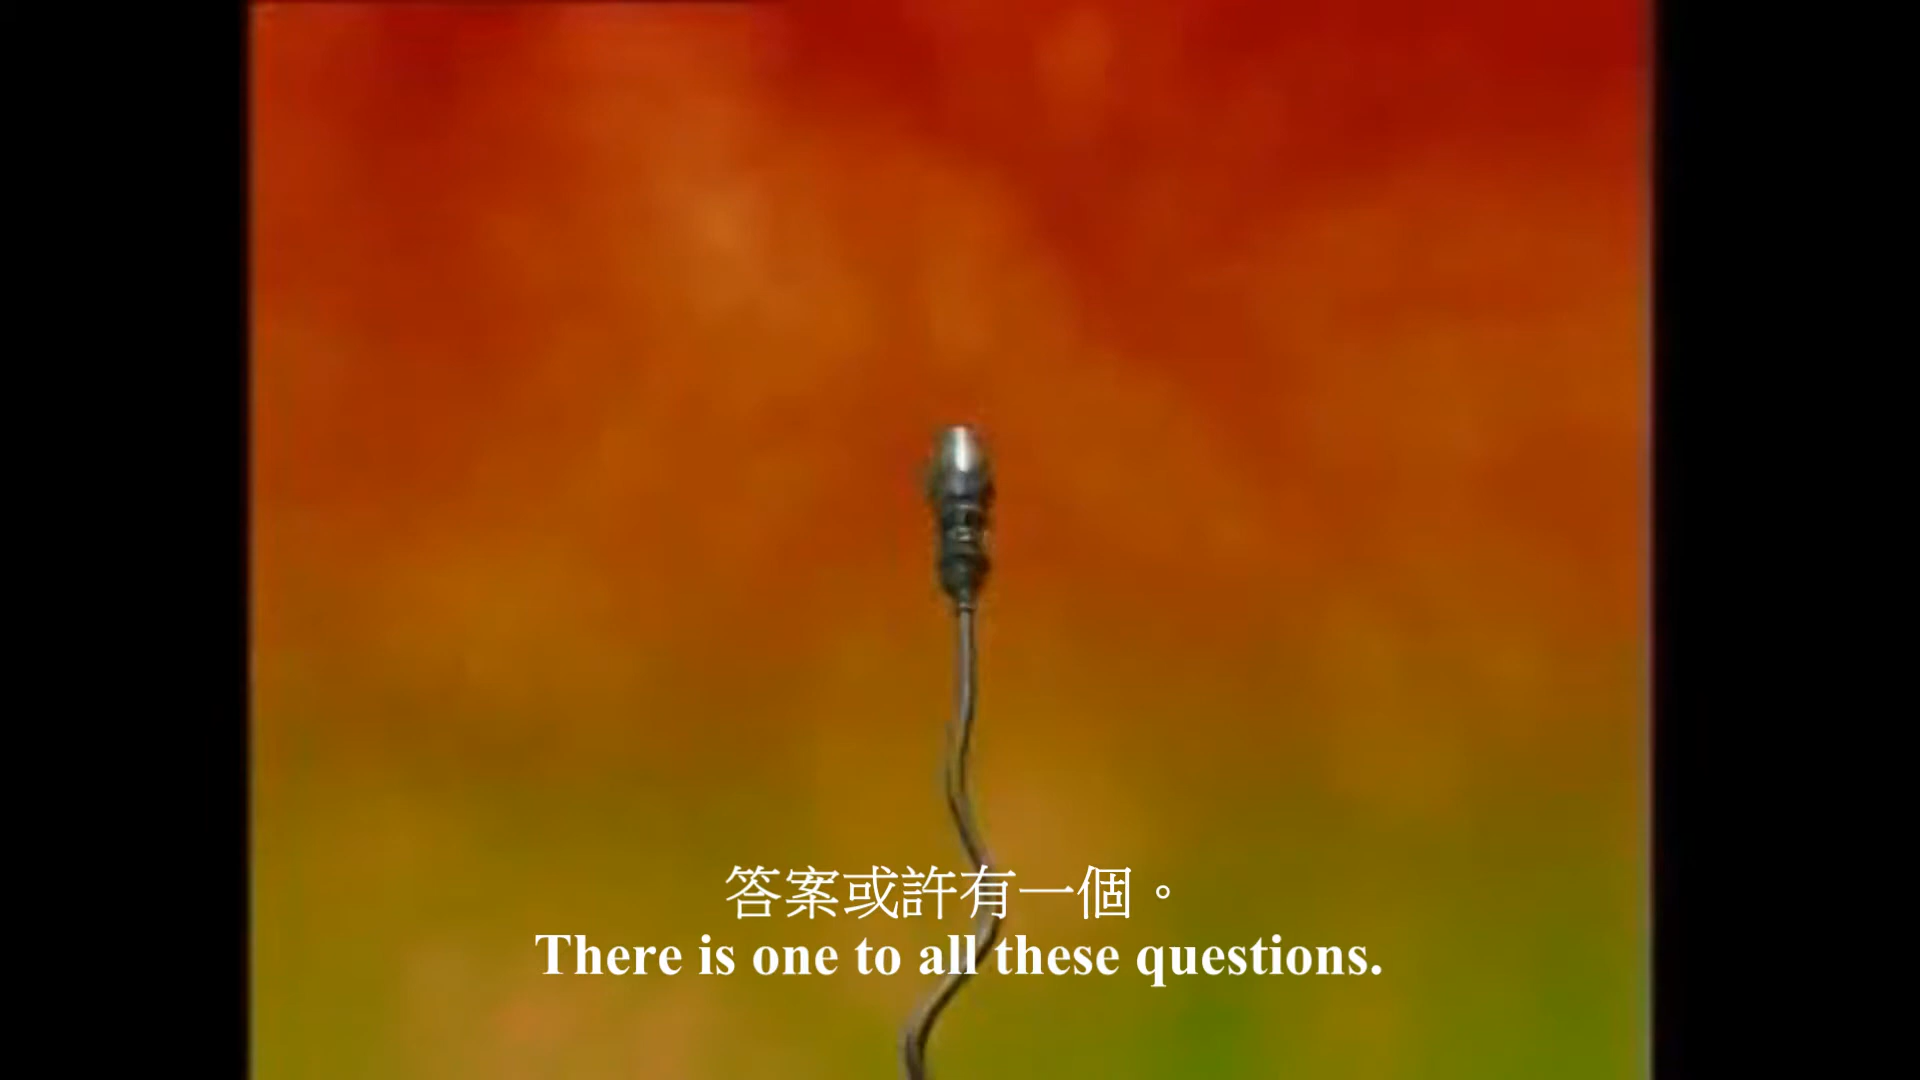 答案或許有一個。
There is one to all these questions.